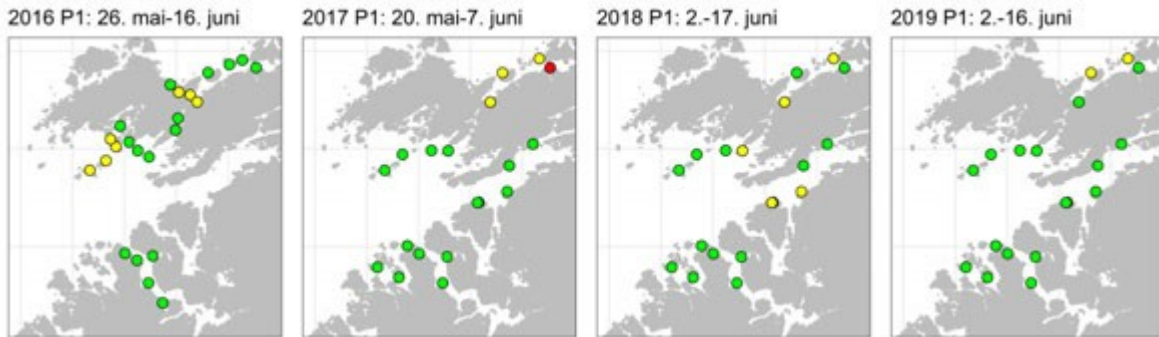 2016 P1: 26. mai-16. juni
2017 P1: 20. mai-7. juni
2018 P1: 2.-17. juni
2019 P1: 2.-16. juni